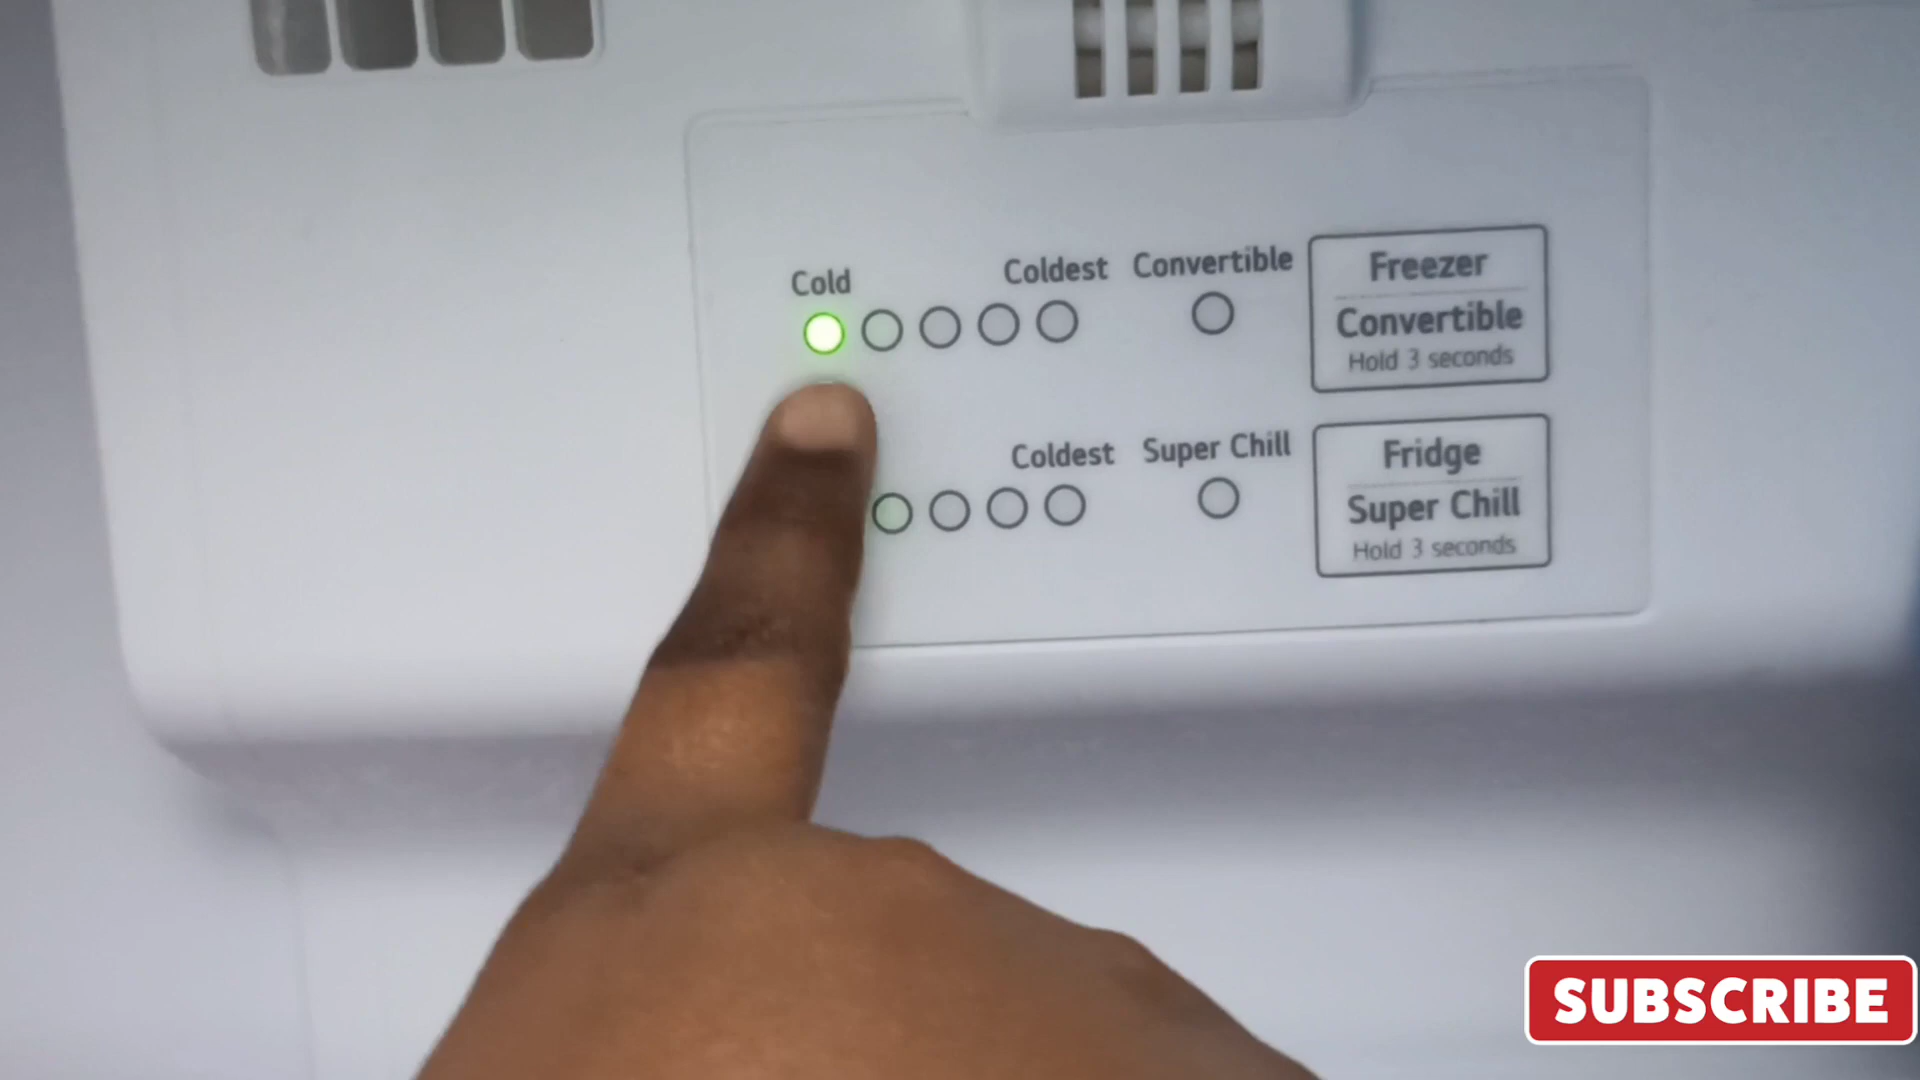 Cold
Coldest
Convertible
Freezer
Convertible
Hold 3 seconds
Coldest
Super Chill
Fridge
Super Chill
Hold 3 seconds
SUBSCRIBE